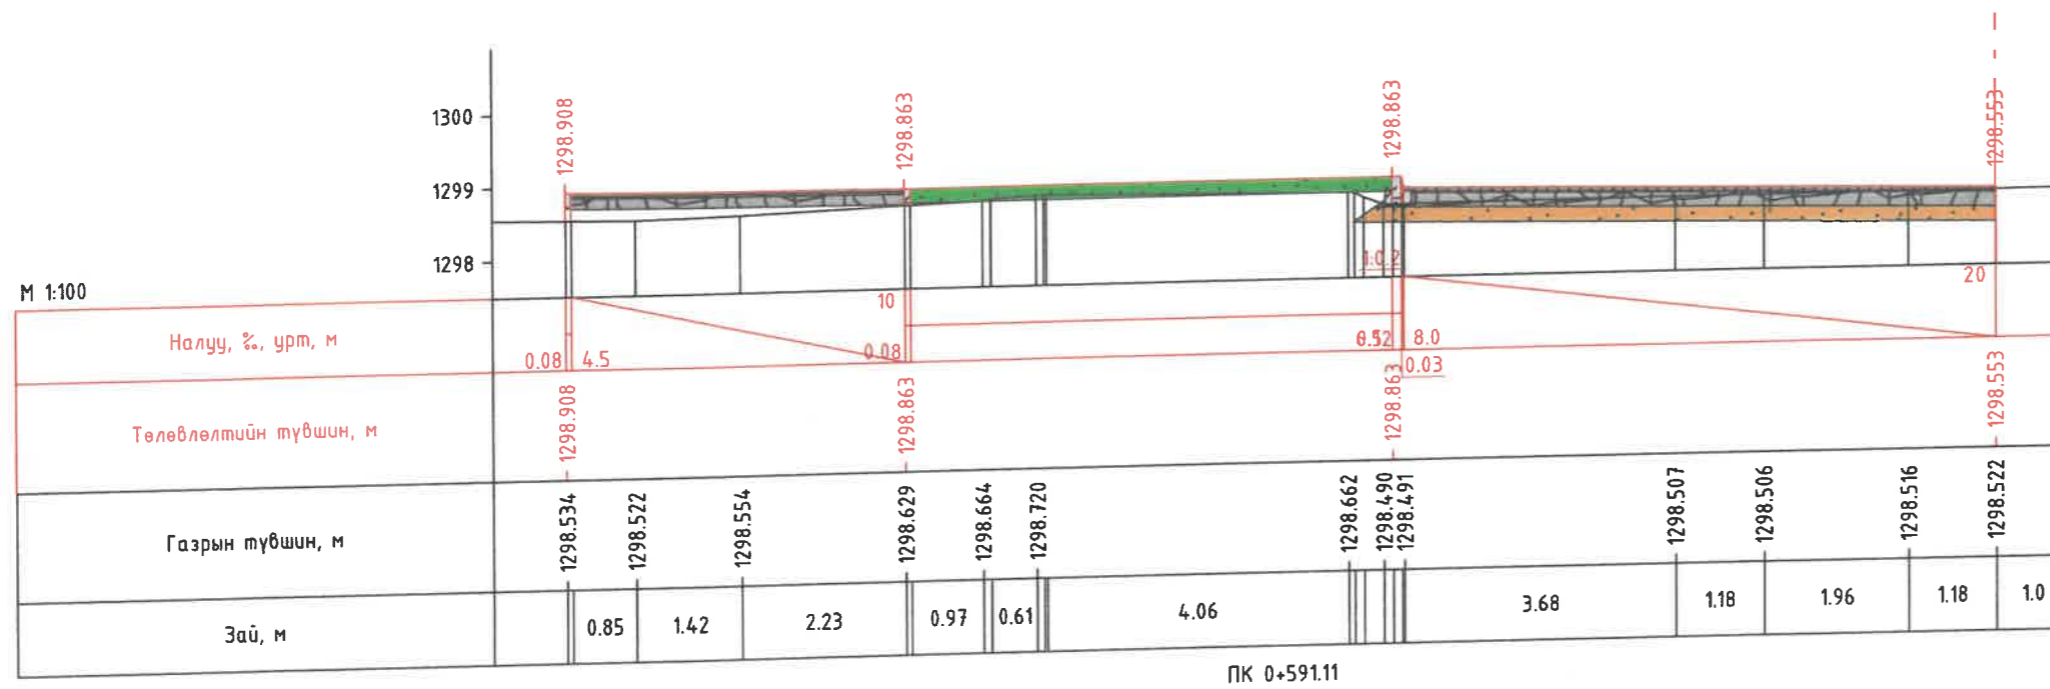 1298.908 1298.863 1298.863 1298.553
1300
1299
1298
1:0.2
М 1:100
Налуу, ‰, урт, м
0.08 4.5 10 0.08 8.0 0.03 20
Төлөвлөлтийн түвшин, м
1298.908 1298.863 1298.863 1298.553
Газрын түвшин, м
1298.534 1298.522 1298.554 1298.629 1298.664 1298.720 1298.662 1298.490 1298.491 1298.507 1298.506 1298.516 1298.522
Зай, м
0.85 1.42 2.23 0.97 0.61 4.06 3.68 1.18 1.96 1.18 1.0
ПК 0+591.11